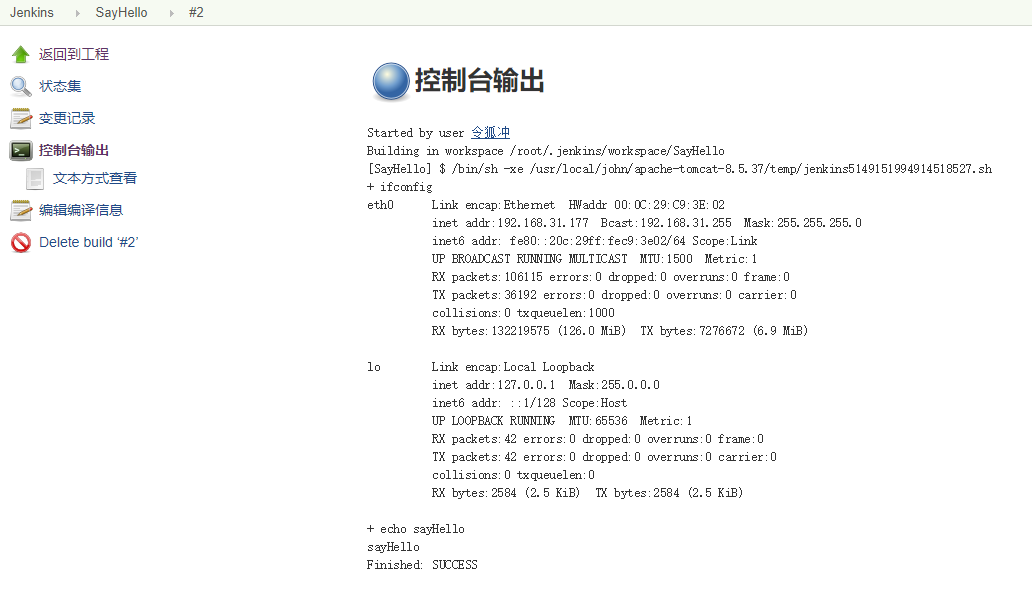 Jenkins SayHello #2
返回到工程
状态集
变更记录
控制台输出
文本方式查看
编辑编译信息
Delete build ‘#2’
控制台输出
Started by user 令狐冲
Building in workspace /root/.jenkins/workspace/SayHello
[SayHello] $ /bin/sh -xe /usr/local/john/apache-tomcat-8.5.37/temp/jenkins5149151994914518527.sh
+ ifconfig
eth0      Link encap:Ethernet  HWaddr 00:0C:29:C9:3E:02
          inet addr:192.168.31.177  Bcast:192.168.31.255  Mask:255.255.255.0
          inet6 addr: fe80::20c:29ff:fec9:3e02/64 Scope:Link
          UP BROADCAST RUNNING MULTICAST  MTU:1500  Metric:1
          RX packets:106115 errors:0 dropped:0 overruns:0 frame:0
          TX packets:36192 errors:0 dropped:0 overruns:0 carrier:0
          collisions:0 txqueuelen:1000
          RX bytes:132219575 (126.0 MiB)  TX bytes:7276672 (6.9 MiB)
lo        Link encap:Local Loopback
          inet addr:127.0.0.1  Mask:255.0.0.0
          inet6 addr: ::1/128 Scope:Host
          UP LOOPBACK RUNNING  MTU:65536  Metric:1
          RX packets:42 errors:0 dropped:0 overruns:0 frame:0
          TX packets:42 errors:0 dropped:0 overruns:0 carrier:0
          collisions:0 txqueuelen:0
          RX bytes:2584 (2.5 KiB)  TX bytes:2584 (2.5 KiB)
+ echo sayHello
sayHello
Finished: SUCCESS